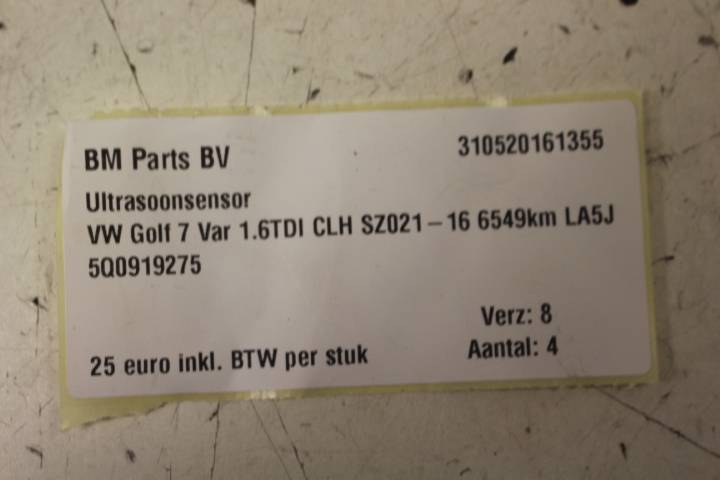 BM Parts BV 310520161355
Ultrasoonsensor
VW Golf 7 Var 1.6TDI CLH SZ021-16 6549km LA5J
5Q0919275
Verz: 8
25 euro inkl. BTW per stuk Aantal: 4